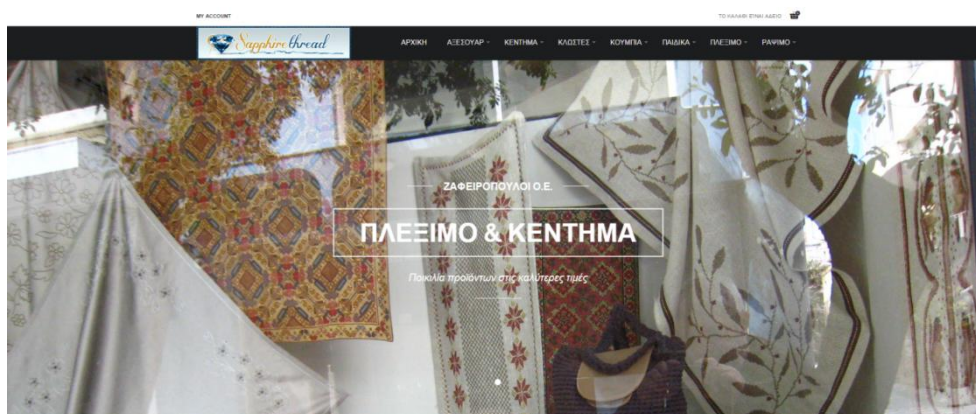 MY ACCOUNT
ΤΟ ΚΑΛΑΘΙ ΕΙΝΑΙ ΑΔΕΙΟ
Sapphire thread
ΑΡΧΙΚΗ ΑΞΕΣΟΥΑΡ ΚΕΝΤΗΜΑ ΚΛΩΣΤΕΣ ΚΟΥΜΠΙΑ ΠΑΙΔΙΚΑ ΠΛΕΞΙΜΟ ΡΑΨΙΜΟ
ΖΑΦΕΙΡΟΠΟΥΛΟΙ Ο.Ε.
ΠΛΕΞΙΜΟ & ΚΕΝΤΗΜΑ
Ποικιλία προϊόντων στις καλύτερες τιμές